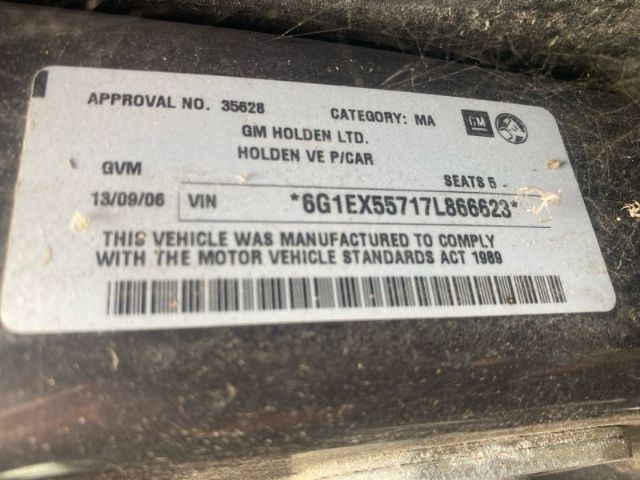 APPROVAL NO. 35628 CATEGORY: MA GM
GM HOLDEN LTD.
HOLDEN VE P/CAR
GVM SEATS 5
13/09/06 VIN *6G1EX55717L866623*
THIS VEHICLE WAS MANUFACTURED TO COMPLY
WITH THE MOTOR VEHICLE STANDARDS ACT 1989